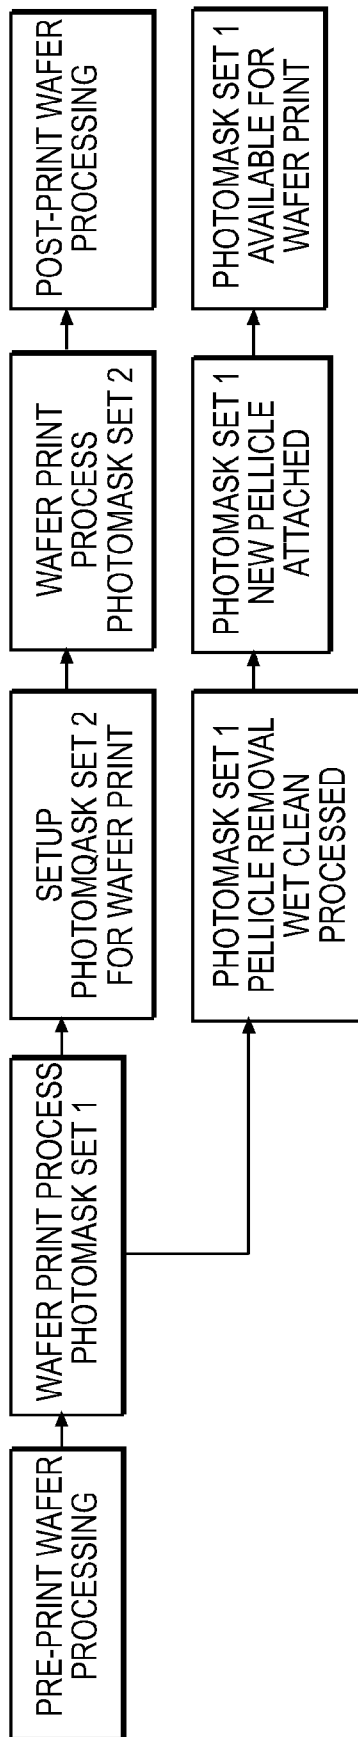 PRE-PRINT WAFER
PROCESSING
WAFER PRINT PROCESS
PHOTOMASK SET 1
SETUP
PHOTOMQASK SET 2
FOR WAFER PRINT
WAFER PRINT
PROCESS
PHOTOMASK SET 2
POST-PRINT WAFER
PROCESSING
PHOTOMASK SET 1
PELLICLE REMOVAL
WET CLEAN
PROCESSED
PHOTOMASK SET 1
NEW PELLICLE
ATTACHED
PHOTOMASK SET 1
AVAILABLE FOR
WAFER PRINT